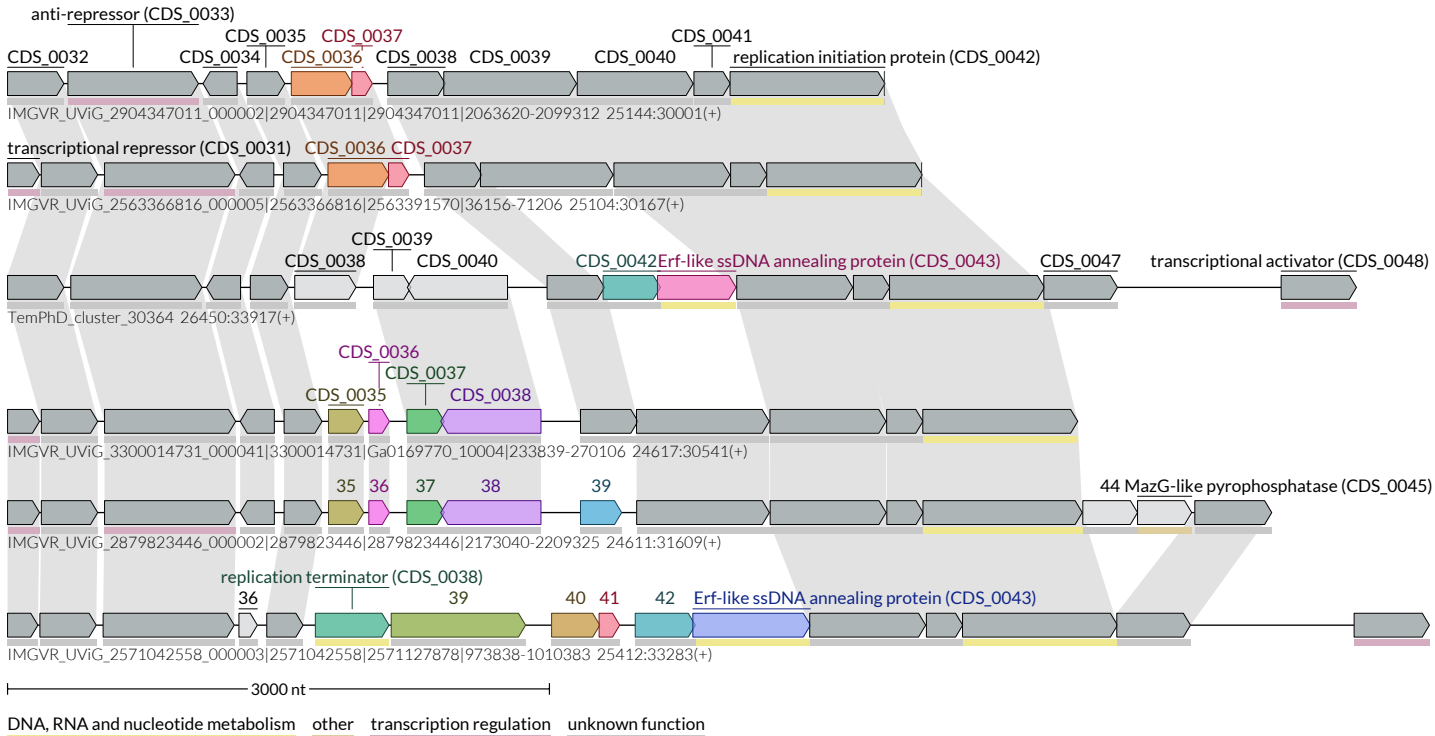 anti-repressor (CDS_0033)
CDS_0035 CDS_0037 CDS_0041
CDS_0032 CDS_0034 CDS_0036 CDS_0038 CDS_0039 CDS_0040 replication initiation protein (CDS_0042)
IMGVR_UViG_2904347011_000002|2904347011|2904347011|2063620-2099312 25144:30001(+)
transcriptional repressor (CDS_0031) CDS_0036 CDS_0037
IMGVR_UViG_2563366816_000005|2563366816|2563391570|36156-71206 25104:30167(+)
CDS_0039
CDS_0038 CDS_0040 CDS_0042 Erf-like ssDNA annealing protein (CDS_0043) CDS_0047 transcriptional activator (CDS_0048)
TemPhD_cluster_30364 26450:33917(+)
CDS_0036
CDS_0037
CDS_0035 CDS_0038
IMGVR_UViG_3300014731_000041|3300014731|Ga0169770_10004|233839-270106 24617:30541(+)
35 36 37 38 39 44 MazG-like pyrophosphatase (CDS_0045)
IMGVR_UViG_2879823446_000002|2879823446|2879823446|2173040-2209325 24611:31609(+)
replication terminator (CDS_0038)
36 39 40 41 42 Erf-like ssDNA annealing protein (CDS_0043)
IMGVR_UViG_2571042558_000003|2571042558|2571127878|973838-1010383 25412:33283(+)
3000 nt
DNA, RNA and nucleotide metabolism other transcription regulation unknown function